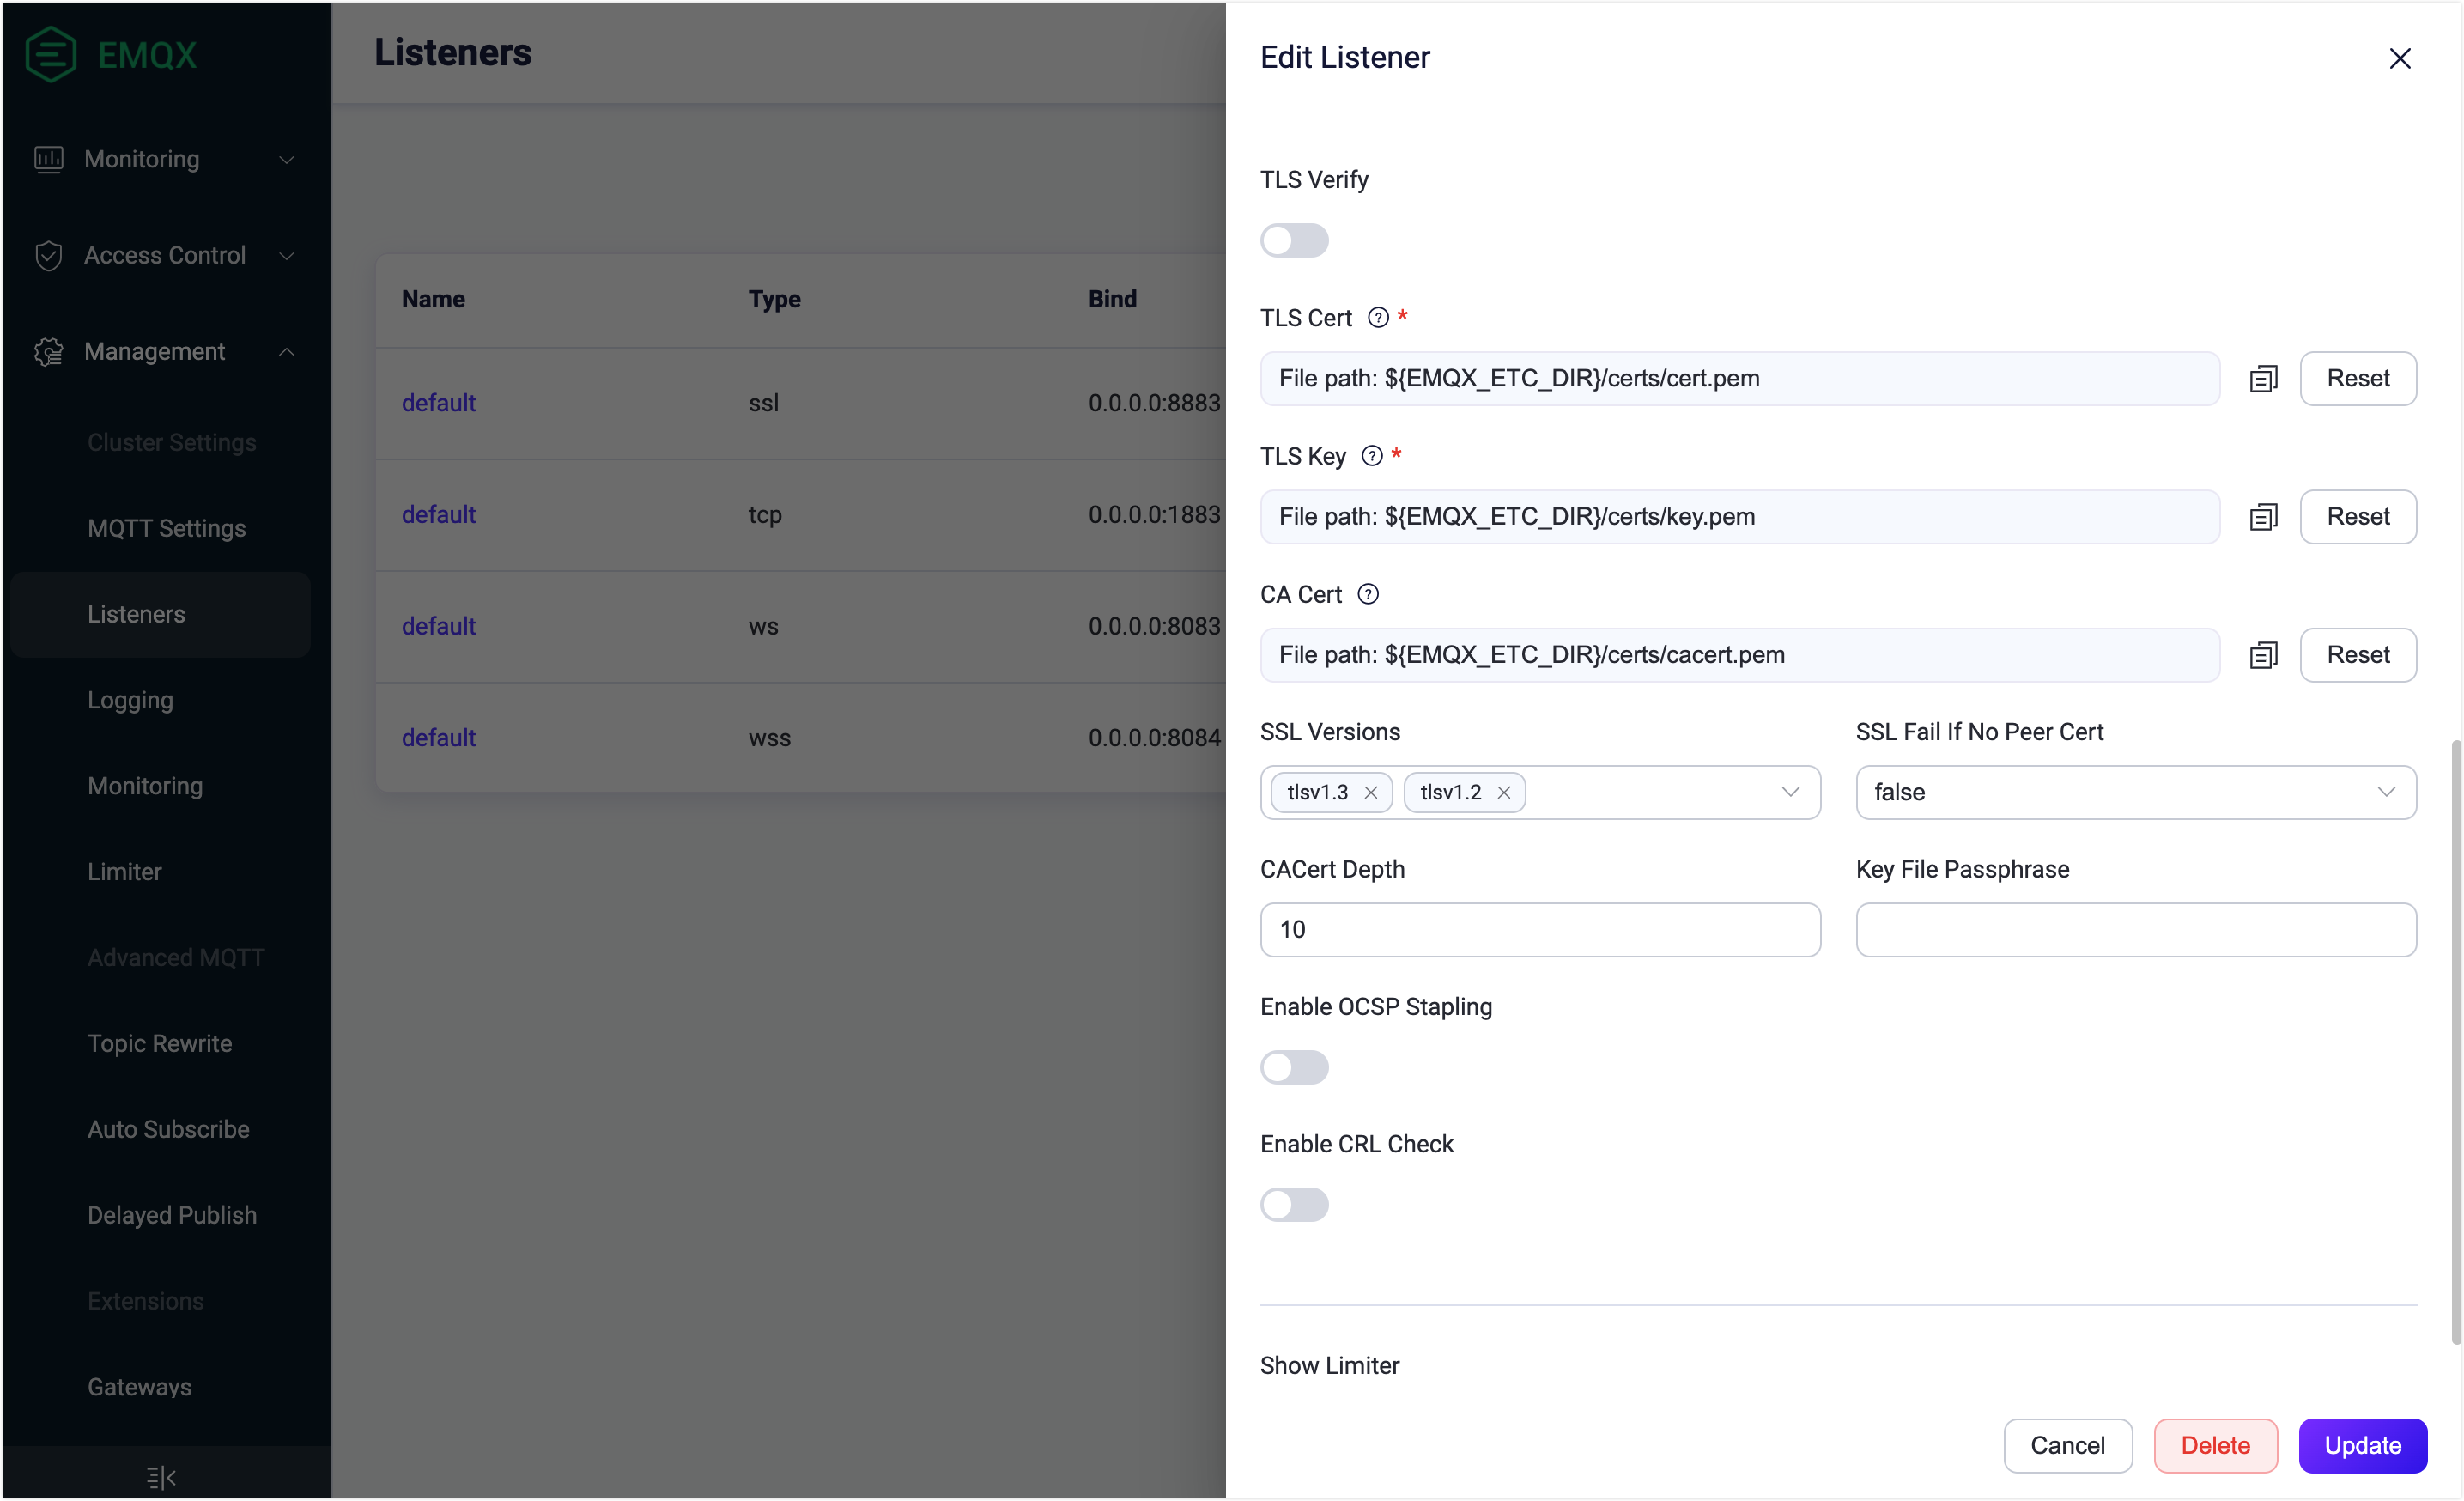 EMQX
Monitoring
Access Control
Management
Cluster Settings
MQTT Settings
Listeners
Logging
Monitoring
Limiter
Advanced MQTT
Topic Rewrite
Auto Subscribe
Delayed Publish
Extensions
Gateways
Listeners
Name Type Bind
default ssl 0.0.0.0:8883
default tcp 0.0.0.0:1883
default ws 0.0.0.0:8083
default wss 0.0.0.0:8084
Edit Listener
TLS Verify
TLS Cert ? *
File path: ${EMQX_ETC_DIR}/certs/cert.pem Reset
TLS Key ? *
File path: ${EMQX_ETC_DIR}/certs/key.pem Reset
CA Cert ?
File path: ${EMQX_ETC_DIR}/certs/cacert.pem Reset
SSL Versions SSL Fail If No Peer Cert
tlsv1.3 tlsv1.2 false
CACert Depth Key File Passphrase
10
Enable OCSP Stapling
Enable CRL Check
Show Limiter
Cancel Delete Update